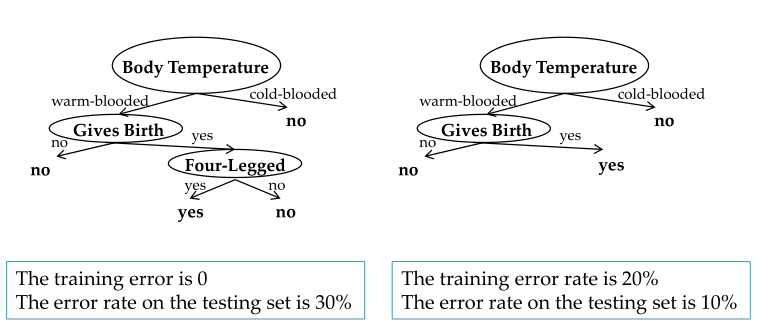 Body Temperature
warm-blooded
cold-blooded
no
Gives Birth
no
yes
no
Four-Legged
yes
no
yes
no
Body Temperature
warm-blooded
cold-blooded
no
Gives Birth
no
yes
no
yes
The training error is 0
The error rate on the testing set is 30%
The training error rate is 20%
The error rate on the testing set is 10%